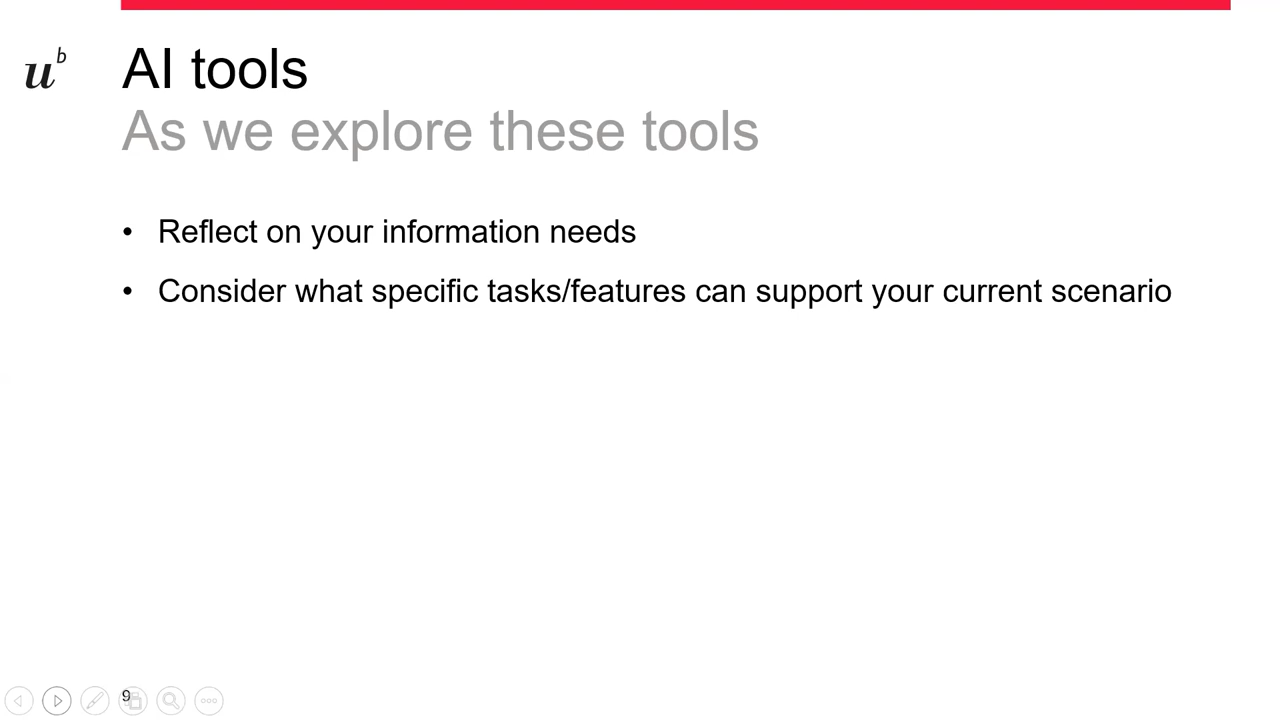 u b
AI tools
As we explore these tools
• Reflect on your information needs
• Consider what specific tasks/features can support your current scenario
9